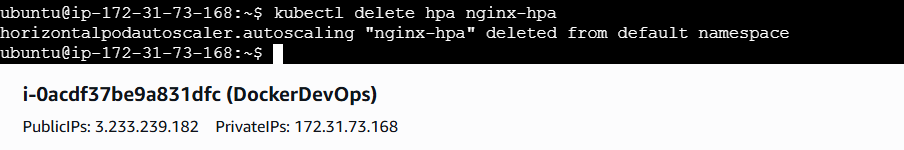 ubuntu@ip-172-31-73-168:~$ kubectl delete hpa nginx-hpa
horizontalpodautoscaler.autoscaling "nginx-hpa" deleted from default namespace
ubuntu@ip-172-31-73-168:~$
i-0acdf37be9a831dfc (DockerDevOps)
PublicIPs: 3.233.239.182 PrivateIPs: 172.31.73.168